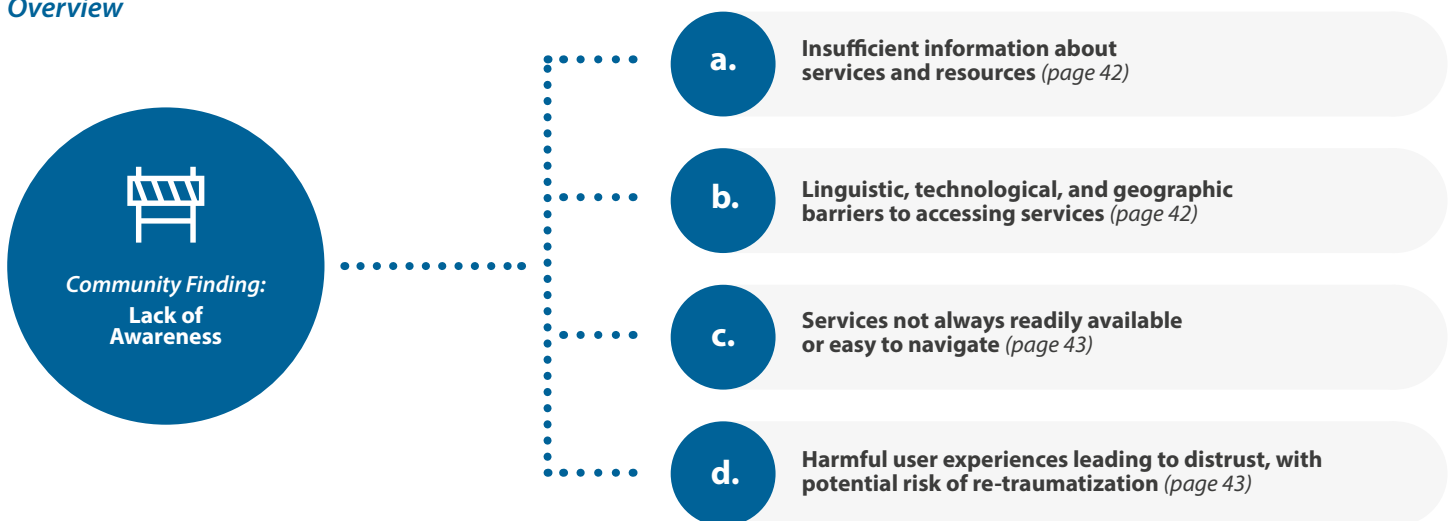 Overview
Community Finding:
Lack of
Awareness
a.
Insufficient information about
services and resources (page 42)
b.
Linguistic, technological, and geographic
barriers to accessing services (page 42)
c.
Services not always readily available
or easy to navigate (page 43)
d.
Harmful user experiences leading to distrust, with
potential risk of re-traumatization (page 43)